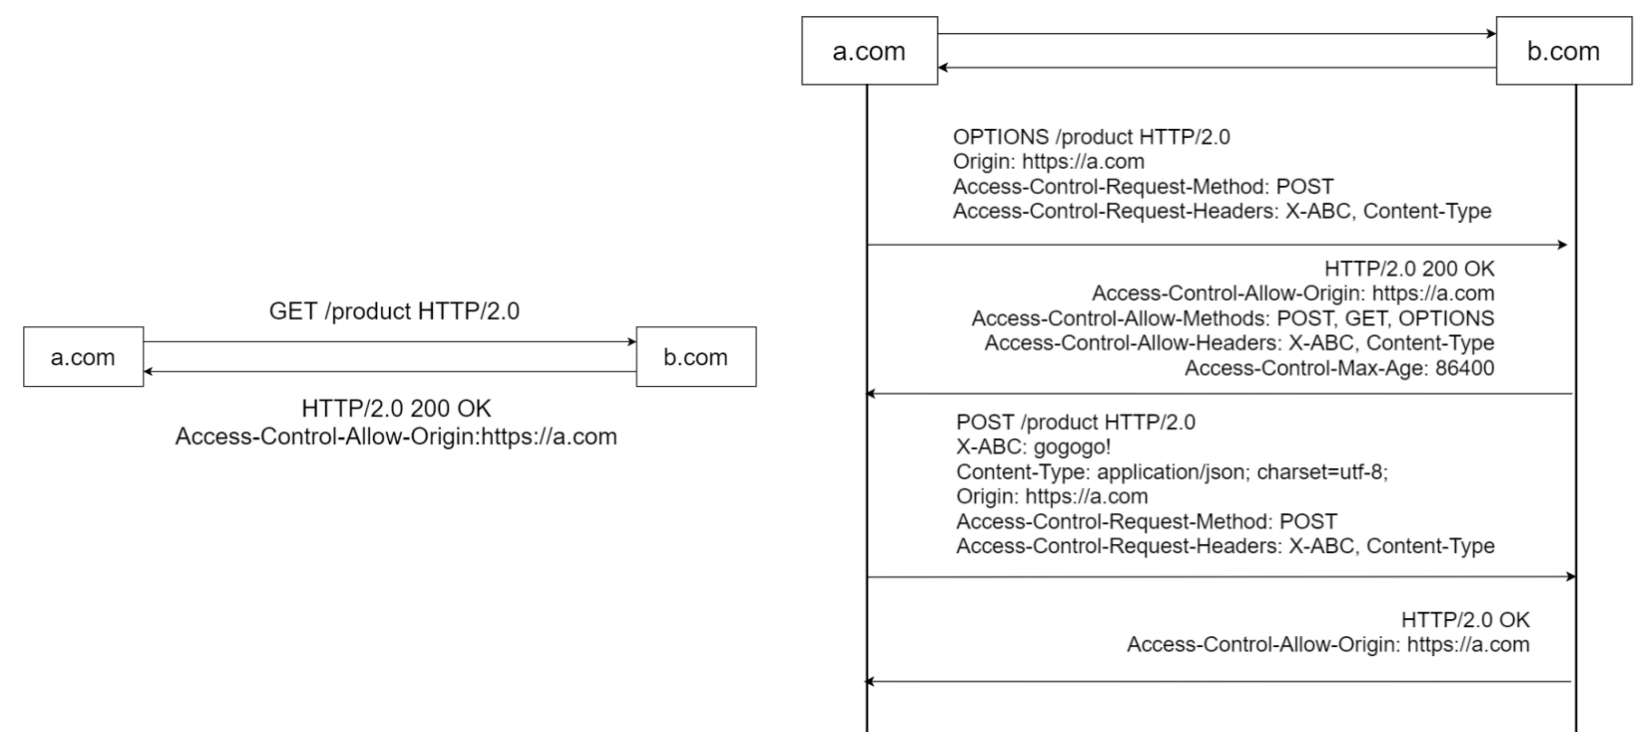 GET /product HTTP/2.0
a.com
b.com
HTTP/2.0 200 OK
Access-Control-Allow-Origin:https://a.com
a.com
b.com
OPTIONS /product HTTP/2.0
Origin: https://a.com
Access-Control-Request-Method: POST
Access-Control-Request-Headers: X-ABC, Content-Type
HTTP/2.0 200 OK
Access-Control-Allow-Origin: https://a.com
Access-Control-Allow-Methods: POST, GET, OPTIONS
Access-Control-Allow-Headers: X-ABC, Content-Type
Access-Control-Max-Age: 86400
POST /product HTTP/2.0
X-ABC: gogogo!
Content-Type: application/json; charset=utf-8;
Origin: https://a.com
Access-Control-Request-Method: POST
Access-Control-Request-Headers: X-ABC, Content-Type
HTTP/2.0 OK
Access-Control-Allow-Origin: https://a.com